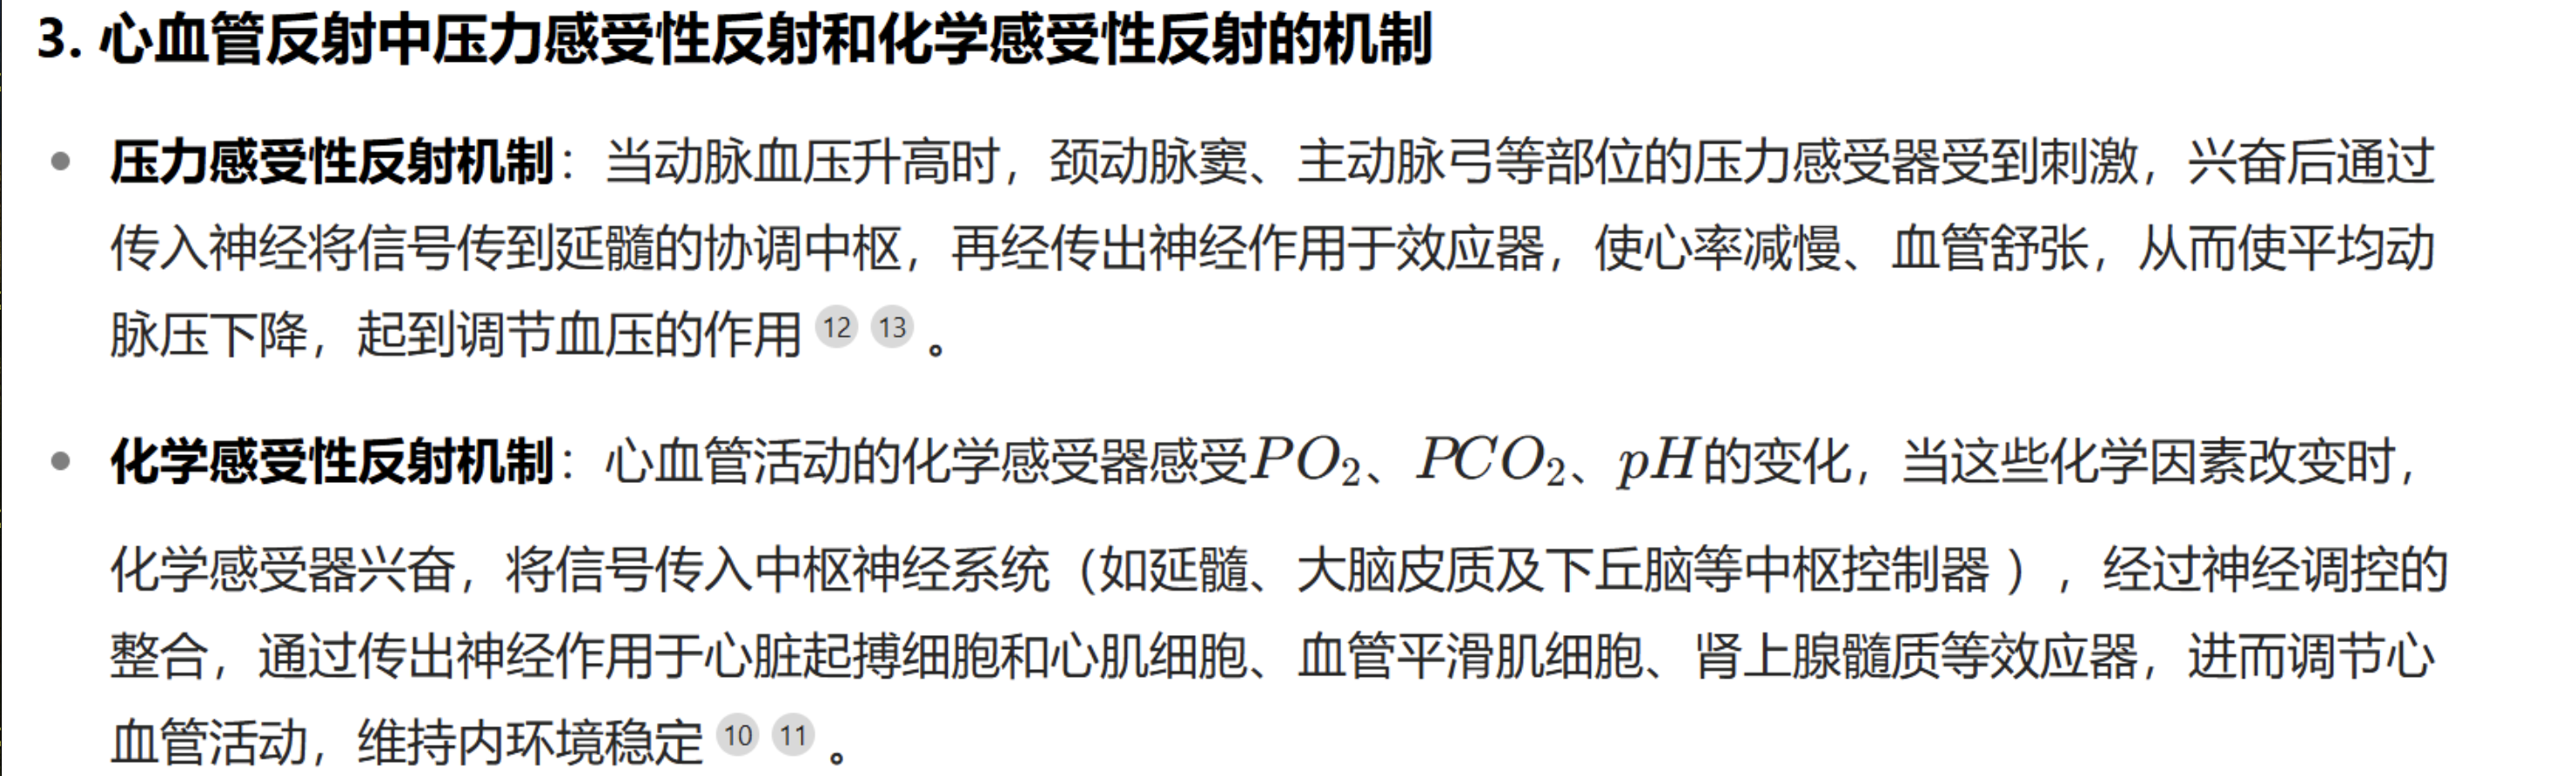 3. 心血管反射中压力感受性反射和化学感受性反射的机制
压力感受性反射机制：当动脉血压升高时，颈动脉窦、主动脉弓等部位的压力感受器受到刺激，兴奋后通过
传入神经将信号传到延髓的协调中枢，再经传出神经作用于效应器，使心率减慢、血管舒张，从而使平均动
脉压下降，起到调节血压的作用 12 13 。
化学感受性反射机制：心血管活动的化学感受器感受PO₂、PCO₂、pH的变化，当这些化学因素改变时，
化学感受器兴奋，将信号传入中枢神经系统（如延髓、大脑皮质及下丘脑等中枢控制器 ），经过神经调控的
整合，通过传出神经作用于心脏起搏细胞和心肌细胞、血管平滑肌细胞、肾上腺髓质等效应器，进而调节心
血管活动，维持内环境稳定 10 11 。